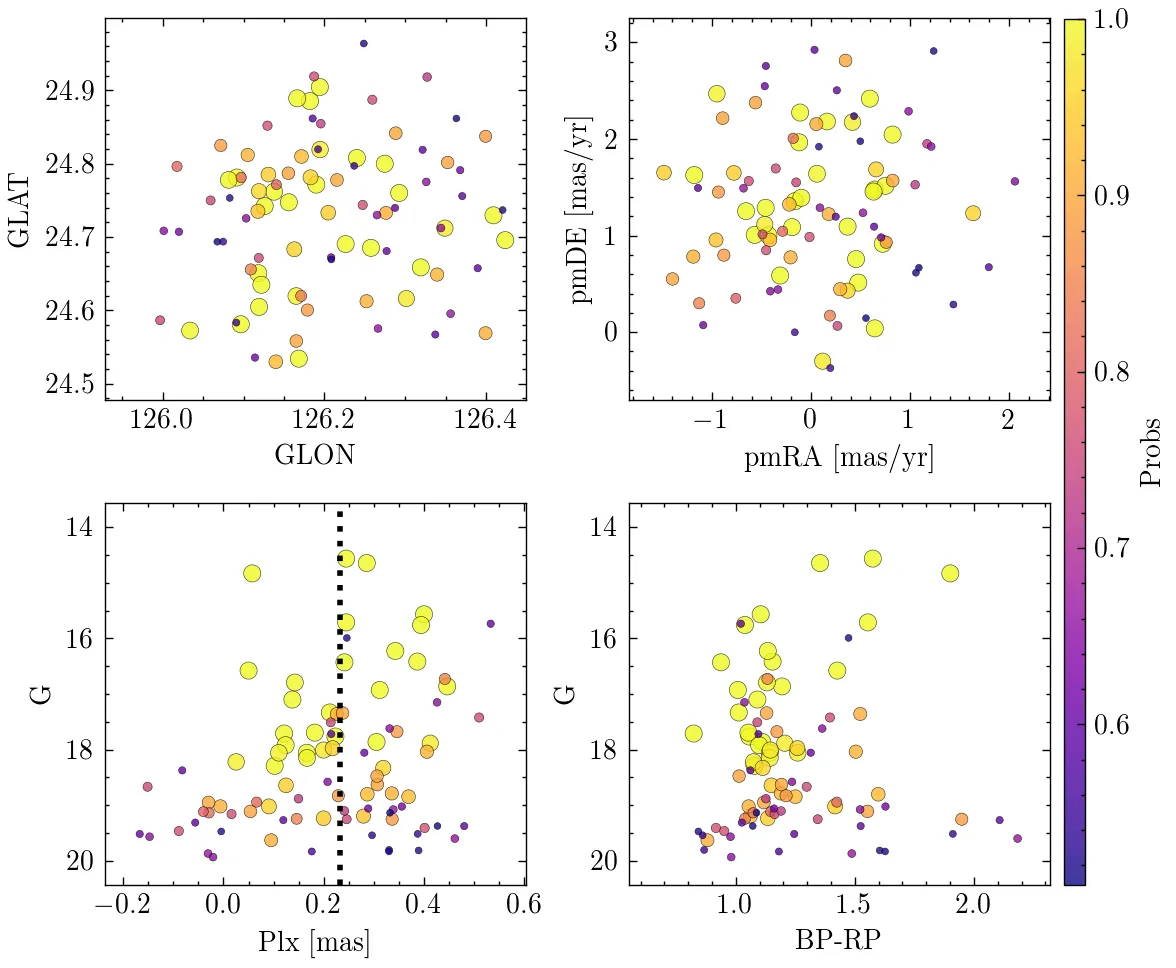 24.9
24.8
24.7
24.6
24.5
GLAT
126.0 126.2 126.4
GLON
3
2
1
0
pmDE [mas/yr]
−1 0 1 2
pmRA [mas/yr]
14
16
18
20
G
−0.2 0.0 0.2 0.4 0.6
Plx [mas]
14
16
18
20
G
1.0 1.5 2.0
BP-RP
1.0
0.9
0.8
0.7
0.6
Probs